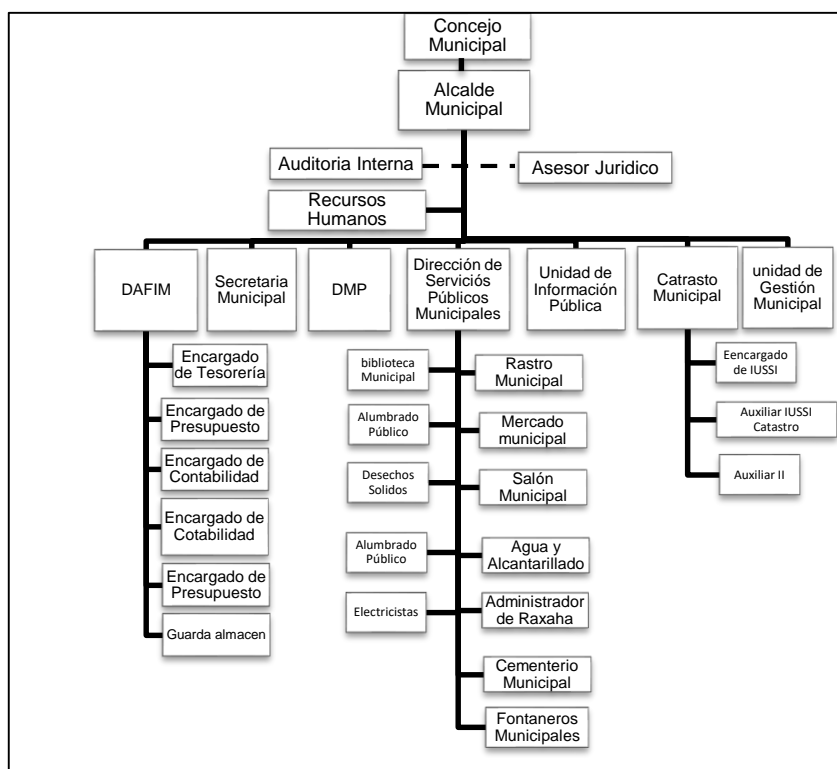 Concejo
Municipal
Alcalde
Municipal
Auditoria Interna
Asesor Juridico
Recursos
Humanos
DAFIM
Secretaria
Municipal
DMP
Dirección de
Serviciós
Públicos
Municipales
Unidad de
Información
Pública
Catrasto
Municipal
unidad de
Gestión
Municipal
Encargado
de Tesorería
Encargado de
Presupuesto
Encargado de
Contabilidad
Encargado de
Cotabilidad
Encargado de
Presupuesto
Guarda almacen
biblioteca
Municipal
Rastro
Municipal
Alumbrado
Público
Mercado
municipal
Desechos
Solidos
Salón
Municipal
Alumbrado
Público
Agua y
Alcantarillado
Electricistas
Administrador
de Raxaha
Cementerio
Municipal
Fontaneros
Municipales
Eencargado
de IUSSI
Auxiliar IUSSI
Catastro
Auxiliar II